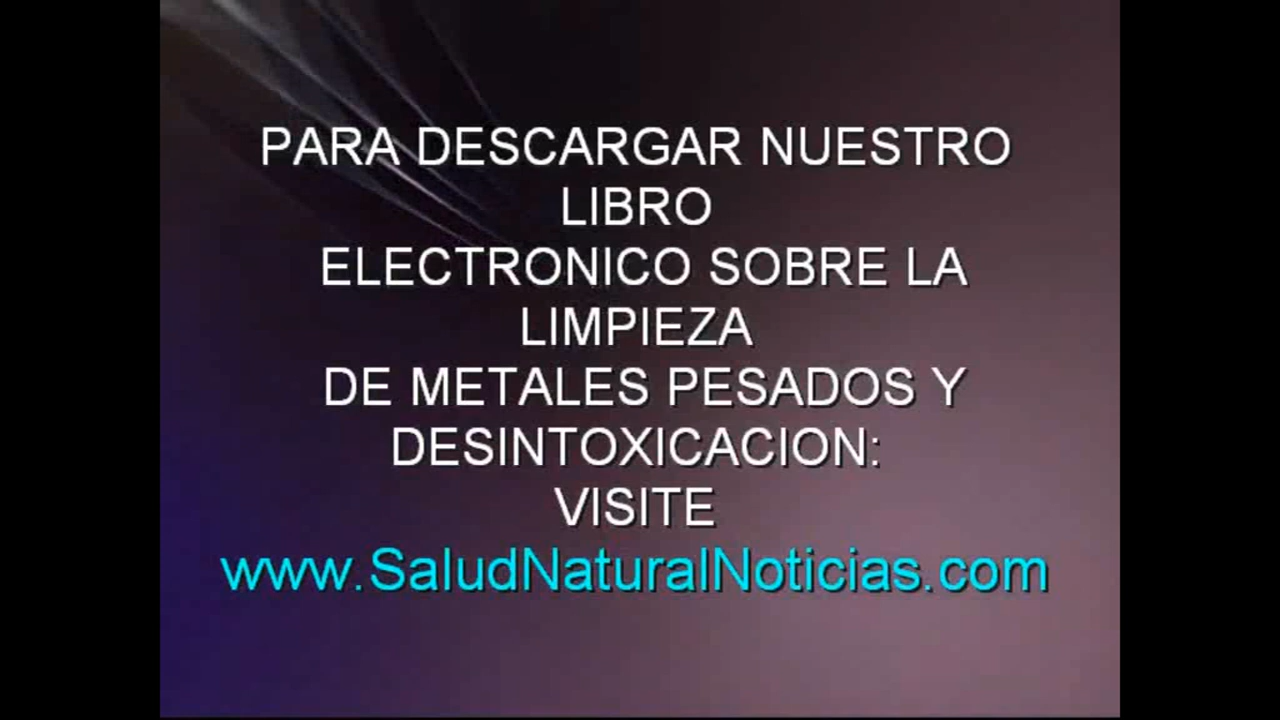 PARA DESCARGAR NUESTRO
LIBRO
ELECTRONICO SOBRE LA
LIMPIEZA
DE METALES PESADOS Y
DESINTOXICACION:
VISITE
www.SaludNaturalNoticias.com